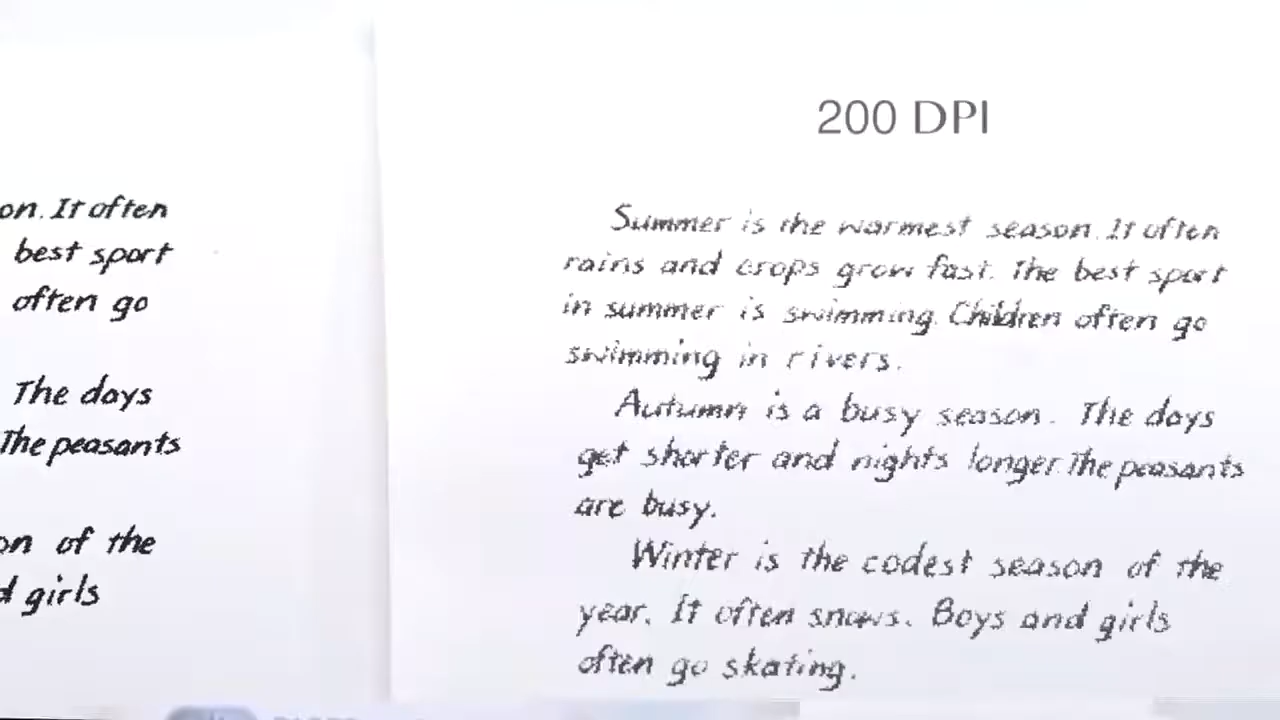 on. It often
best sport
often go
The days
The peasants
on of the
d girls
200 DPI
Summer is the warmest season. It often
rains and crops grow fast. The best sport
in summer is swimming. Children often go
swimming in rivers.
Autumn is a busy season. The days
get shorter and nights longer. The peasants
are busy.
Winter is the codest season of the
year. It often snows. Boys and girls
often go skating.